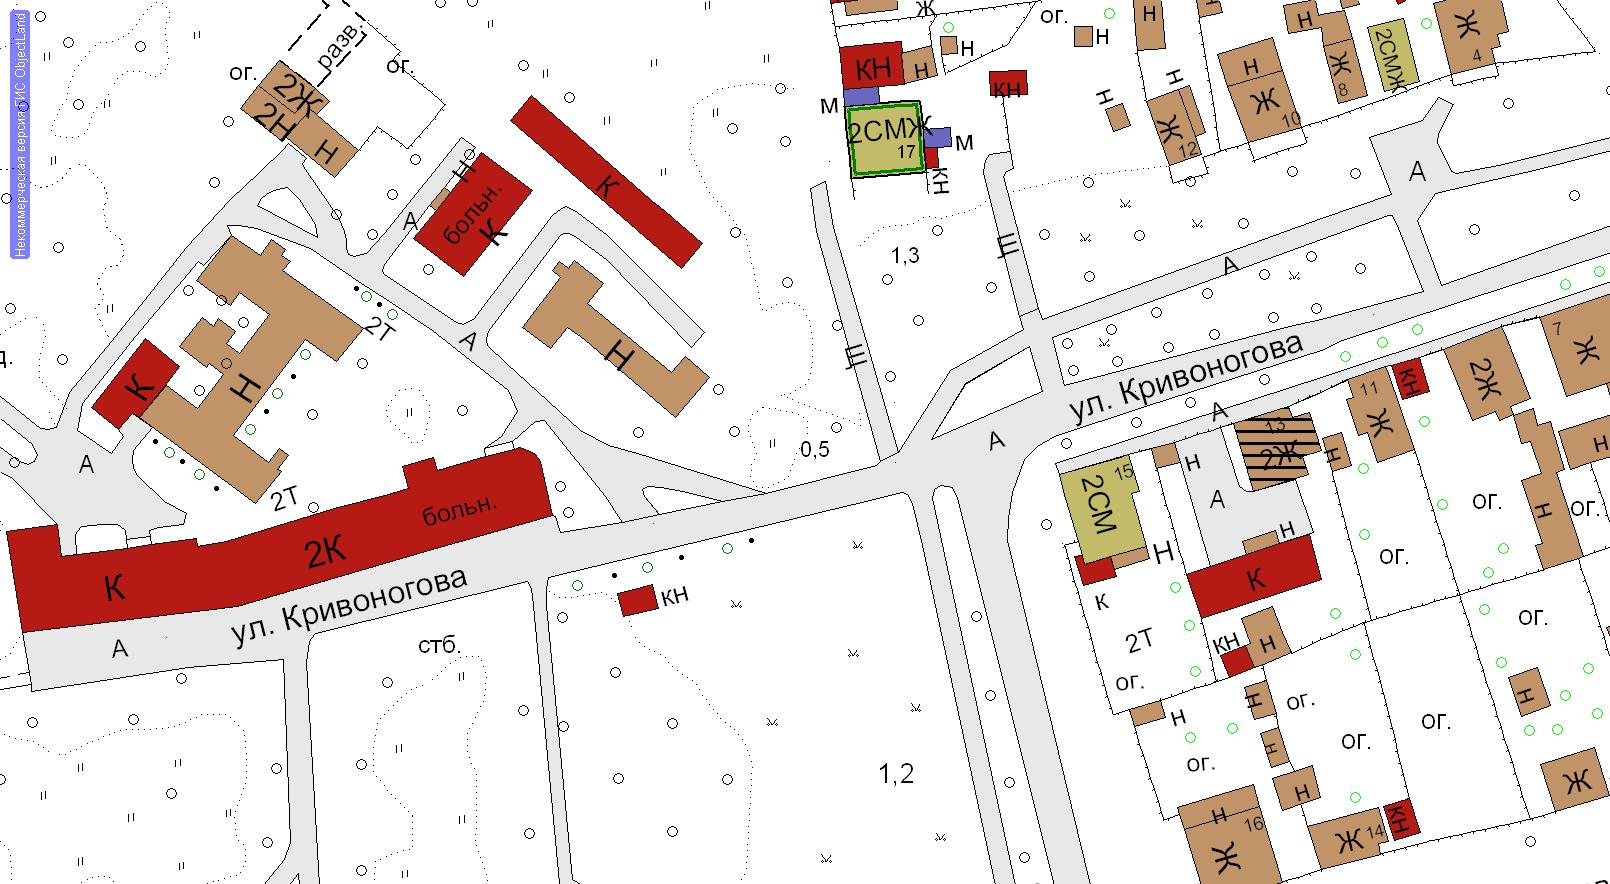 Некоммерческая версия ГИС ObjectLand
разв.
ог.
ог.
2Ж
2Н
Н
Н
больн.
К
К
А
Ж
КН
Н
Н
М
2СМЖ
17
М
КН
КН
ог.
Н
Н
Н
Н
Н
Ж
12
Н
Ж
10
Н
Ж
8
2СМЖ
Ж
4
А
1,3
Ш
А
Ш
2Т
А
Н
К
Н
А
2Т
К
2К
больн.
ул. Кривоногова
А
0,5
А
ул. Кривоногова
А
7
Ж
2Ж
КН
11
Ж
13
2Ж
Н
Н
15
2СМ
А
Н
Н
К
К
2Т
ог.
КН
Н
Н
ог.
ог.
Н
ог.
Н
ог.
Н
ог.
ог.
Н
Н
ог.
ог.
Н
Н
16
Ж
Ж
14
КН
Ж
стб.
КН
1,2